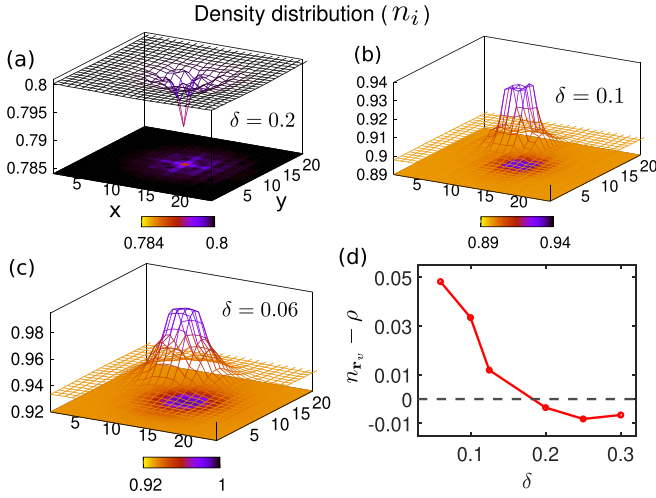 Density distribution (n_i)
(a)
0.8
0.795
0.79
0.785
δ = 0.2
5 10 15 20
x
5 10 15 20
y
0.784 0.8
(b)
0.94
0.93
0.92
0.91
0.9
0.89
δ = 0.1
5 10 15 20
5 10 15 20
0.89 0.94
(c)
0.98
0.96
0.94
0.92
δ = 0.06
5 10 15 20
5 10 15 20
0.92 1
(d)
0.05
0.03
0.01
0
-0.01
n_{r_v} − ρ
0.1 0.2 0.3
δ